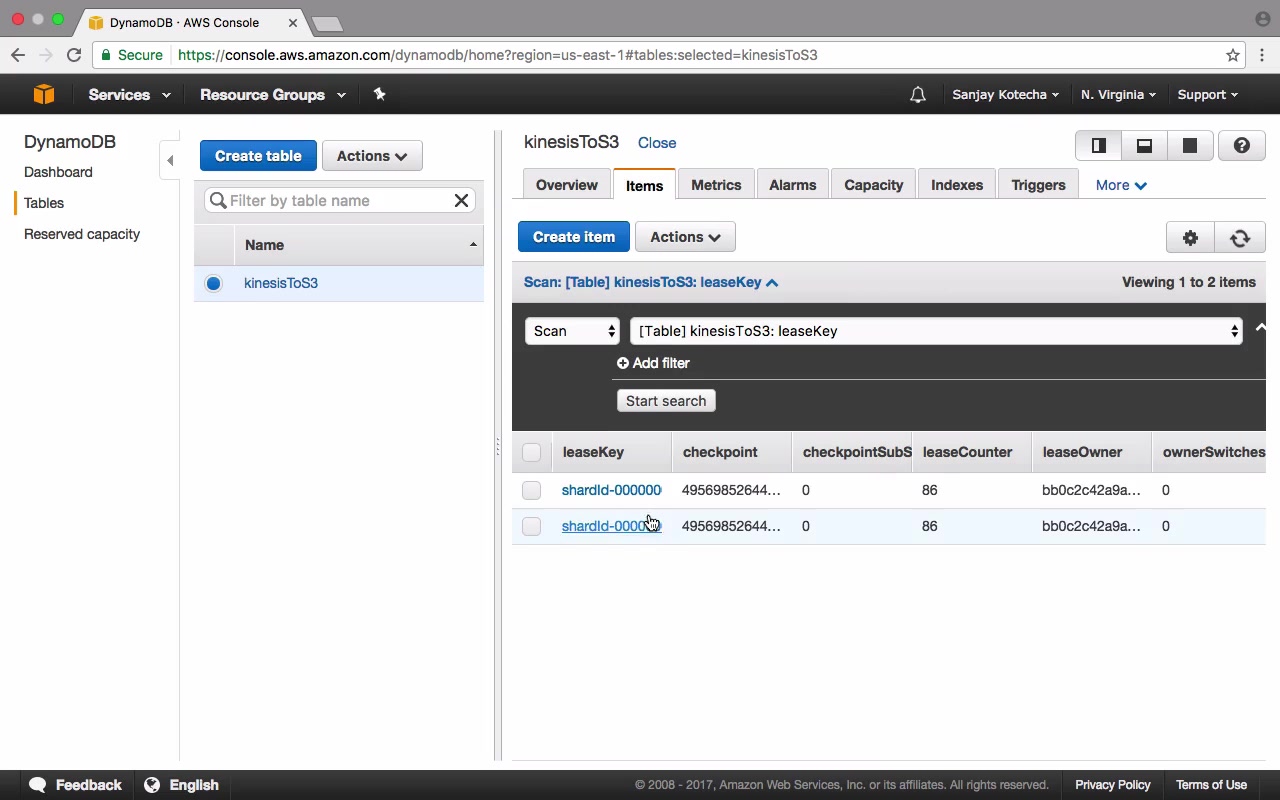 DynamoDB · AWS Console
Secure https://console.aws.amazon.com/dynamodb/home?region=us-east-1#tables:selected=kinesisToS3
Services Resource Groups Sanjay Kotecha N. Virginia Support
DynamoDB
Dashboard
Tables
Reserved capacity
Create table Actions
Filter by table name
Name
kinesisToS3
kinesisToS3 Close
Overview Items Metrics Alarms Capacity Indexes Triggers More
Create item Actions
Scan: [Table] kinesisToS3: leaseKey Viewing 1 to 2 items
Scan [Table] kinesisToS3: leaseKey
Add filter
Start search
leaseKey checkpoint checkpointSubS leaseCounter leaseOwner ownerSwitches
shardId-000000 49569852644... 0 86 bb0c2c42a9a... 0
49569852644... 0 86 bb0c2c42a9a... 0
Feedback English © 2008 - 2017, Amazon Web Services, Inc. or its affiliates. All rights reserved. Privacy Policy Terms of Use